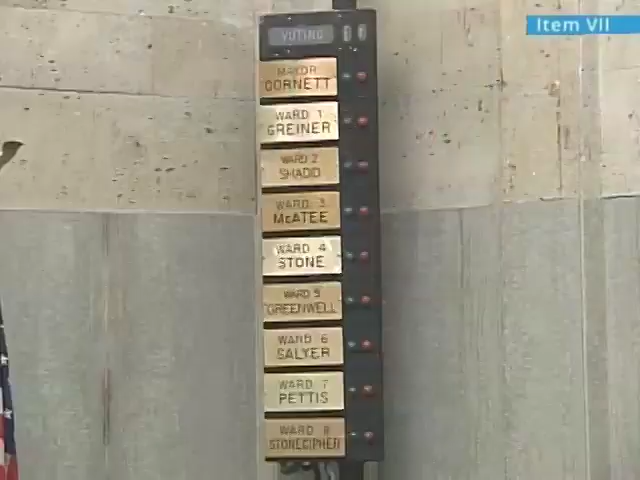 Item VII
VOTING
MAYOR
CORNETT
WARD 1
GREINER
WARD 2
SHADID
WARD 3
McATEE
WARD 4
STONE
WARD 5
GREENWELL
WARD 6
SALYER
WARD 7
PETTIS
WARD 8
STONECIPHER